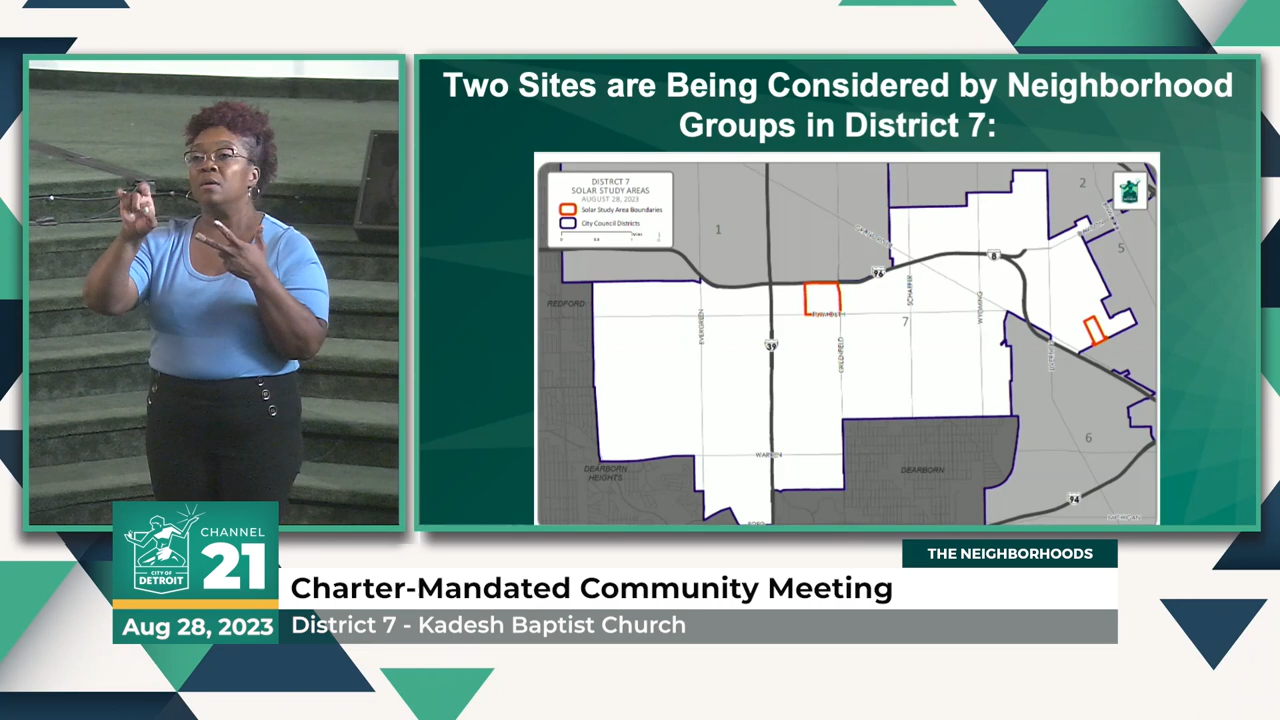 Two Sites are Being Considered by Neighborhood
Groups in District 7:
DISTRCT 7
SOLAR STUDY AREAS
AUGUST 28, 2023
Solar Study Area Boundaries
City Council Districts
1
2
5
96
8
REDFORD
EVERGREEN
39
GREENFIELD
SCHAEFER
7
WYOMING
6
WARREN
DEARBORN
HEIGHTS
DEARBORN
94
FORD
CHANNEL
21
CITY OF
DETROIT
THE NEIGHBORHOODS
Charter-Mandated Community Meeting
Aug 28, 2023
District 7 - Kadesh Baptist Church